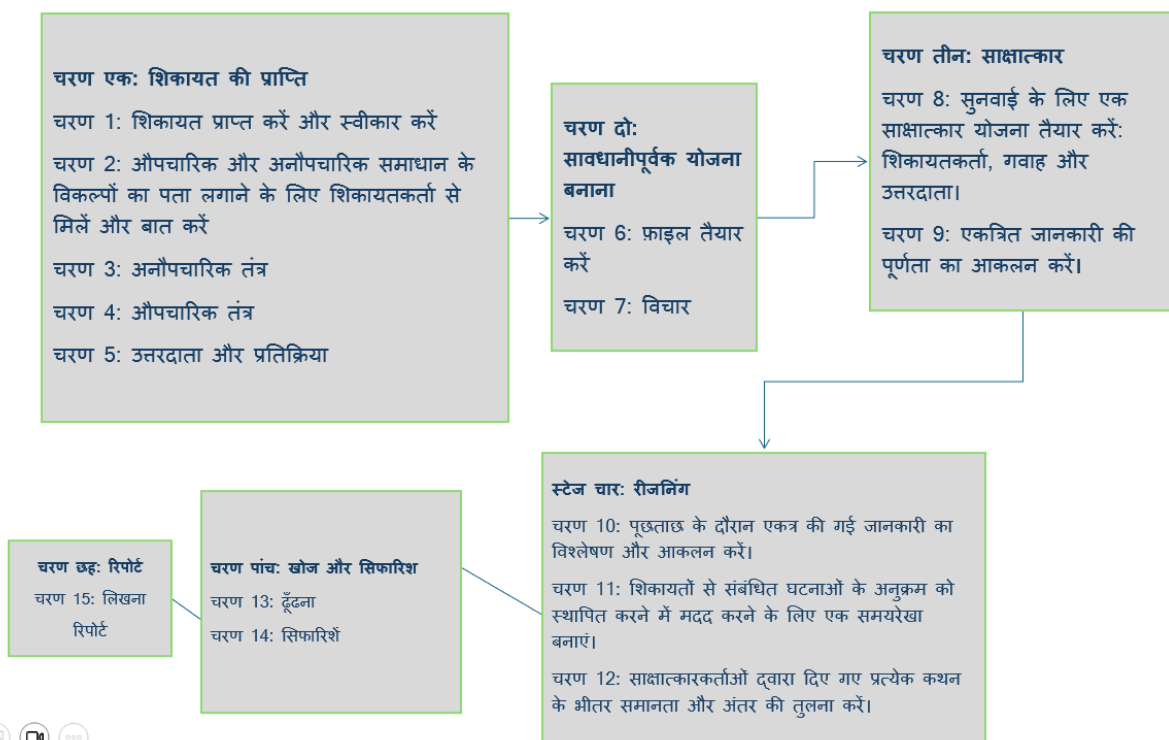 चरण एक: शिकायत की प्राप्ति
चरण 1: शिकायत प्राप्त करें और स्वीकार करें
चरण 2: औपचारिक और अनौपचारिक समाधान के
विकल्पों का पता लगाने के लिए शिकायतकर्ता से
मिलें और बात करें
चरण 3: अनौपचारिक तंत्र
चरण 4: औपचारिक तंत्र
चरण 5: उत्तरदाता और प्रतिक्रिया
चरण दो:
सावधानीपूर्वक योजना
बनाना
चरण 6: फ़ाइल तैयार
करें
चरण 7: विचार
चरण तीन: साक्षात्कार
चरण 8: सुनवाई के लिए एक
साक्षात्कार योजना तैयार करें:
शिकायतकर्ता, गवाह और
उत्तरदाता।
चरण 9: एकत्रित जानकारी की
पूर्णता का आकलन करें।
स्टेज चार: रीजनिंग
चरण 10: पूछताछ के दौरान एकत्र की गई जानकारी का
विश्लेषण और आकलन करें।
चरण 11: शिकायतों से संबंधित घटनाओं के अनुक्रम को
स्थापित करने में मदद करने के लिए एक समयरेखा
बनाएं।
चरण 12: साक्षात्कारकर्ताओं द्वारा दिए गए प्रत्येक कथन
के भीतर समानता और अंतर की तुलना करें।
चरण पांच: खोज और सिफारिश
चरण 13: ढूँढना
चरण 14: सिफारिशें
चरण छह: रिपोर्ट
चरण 15: लिखना
रिपोर्ट